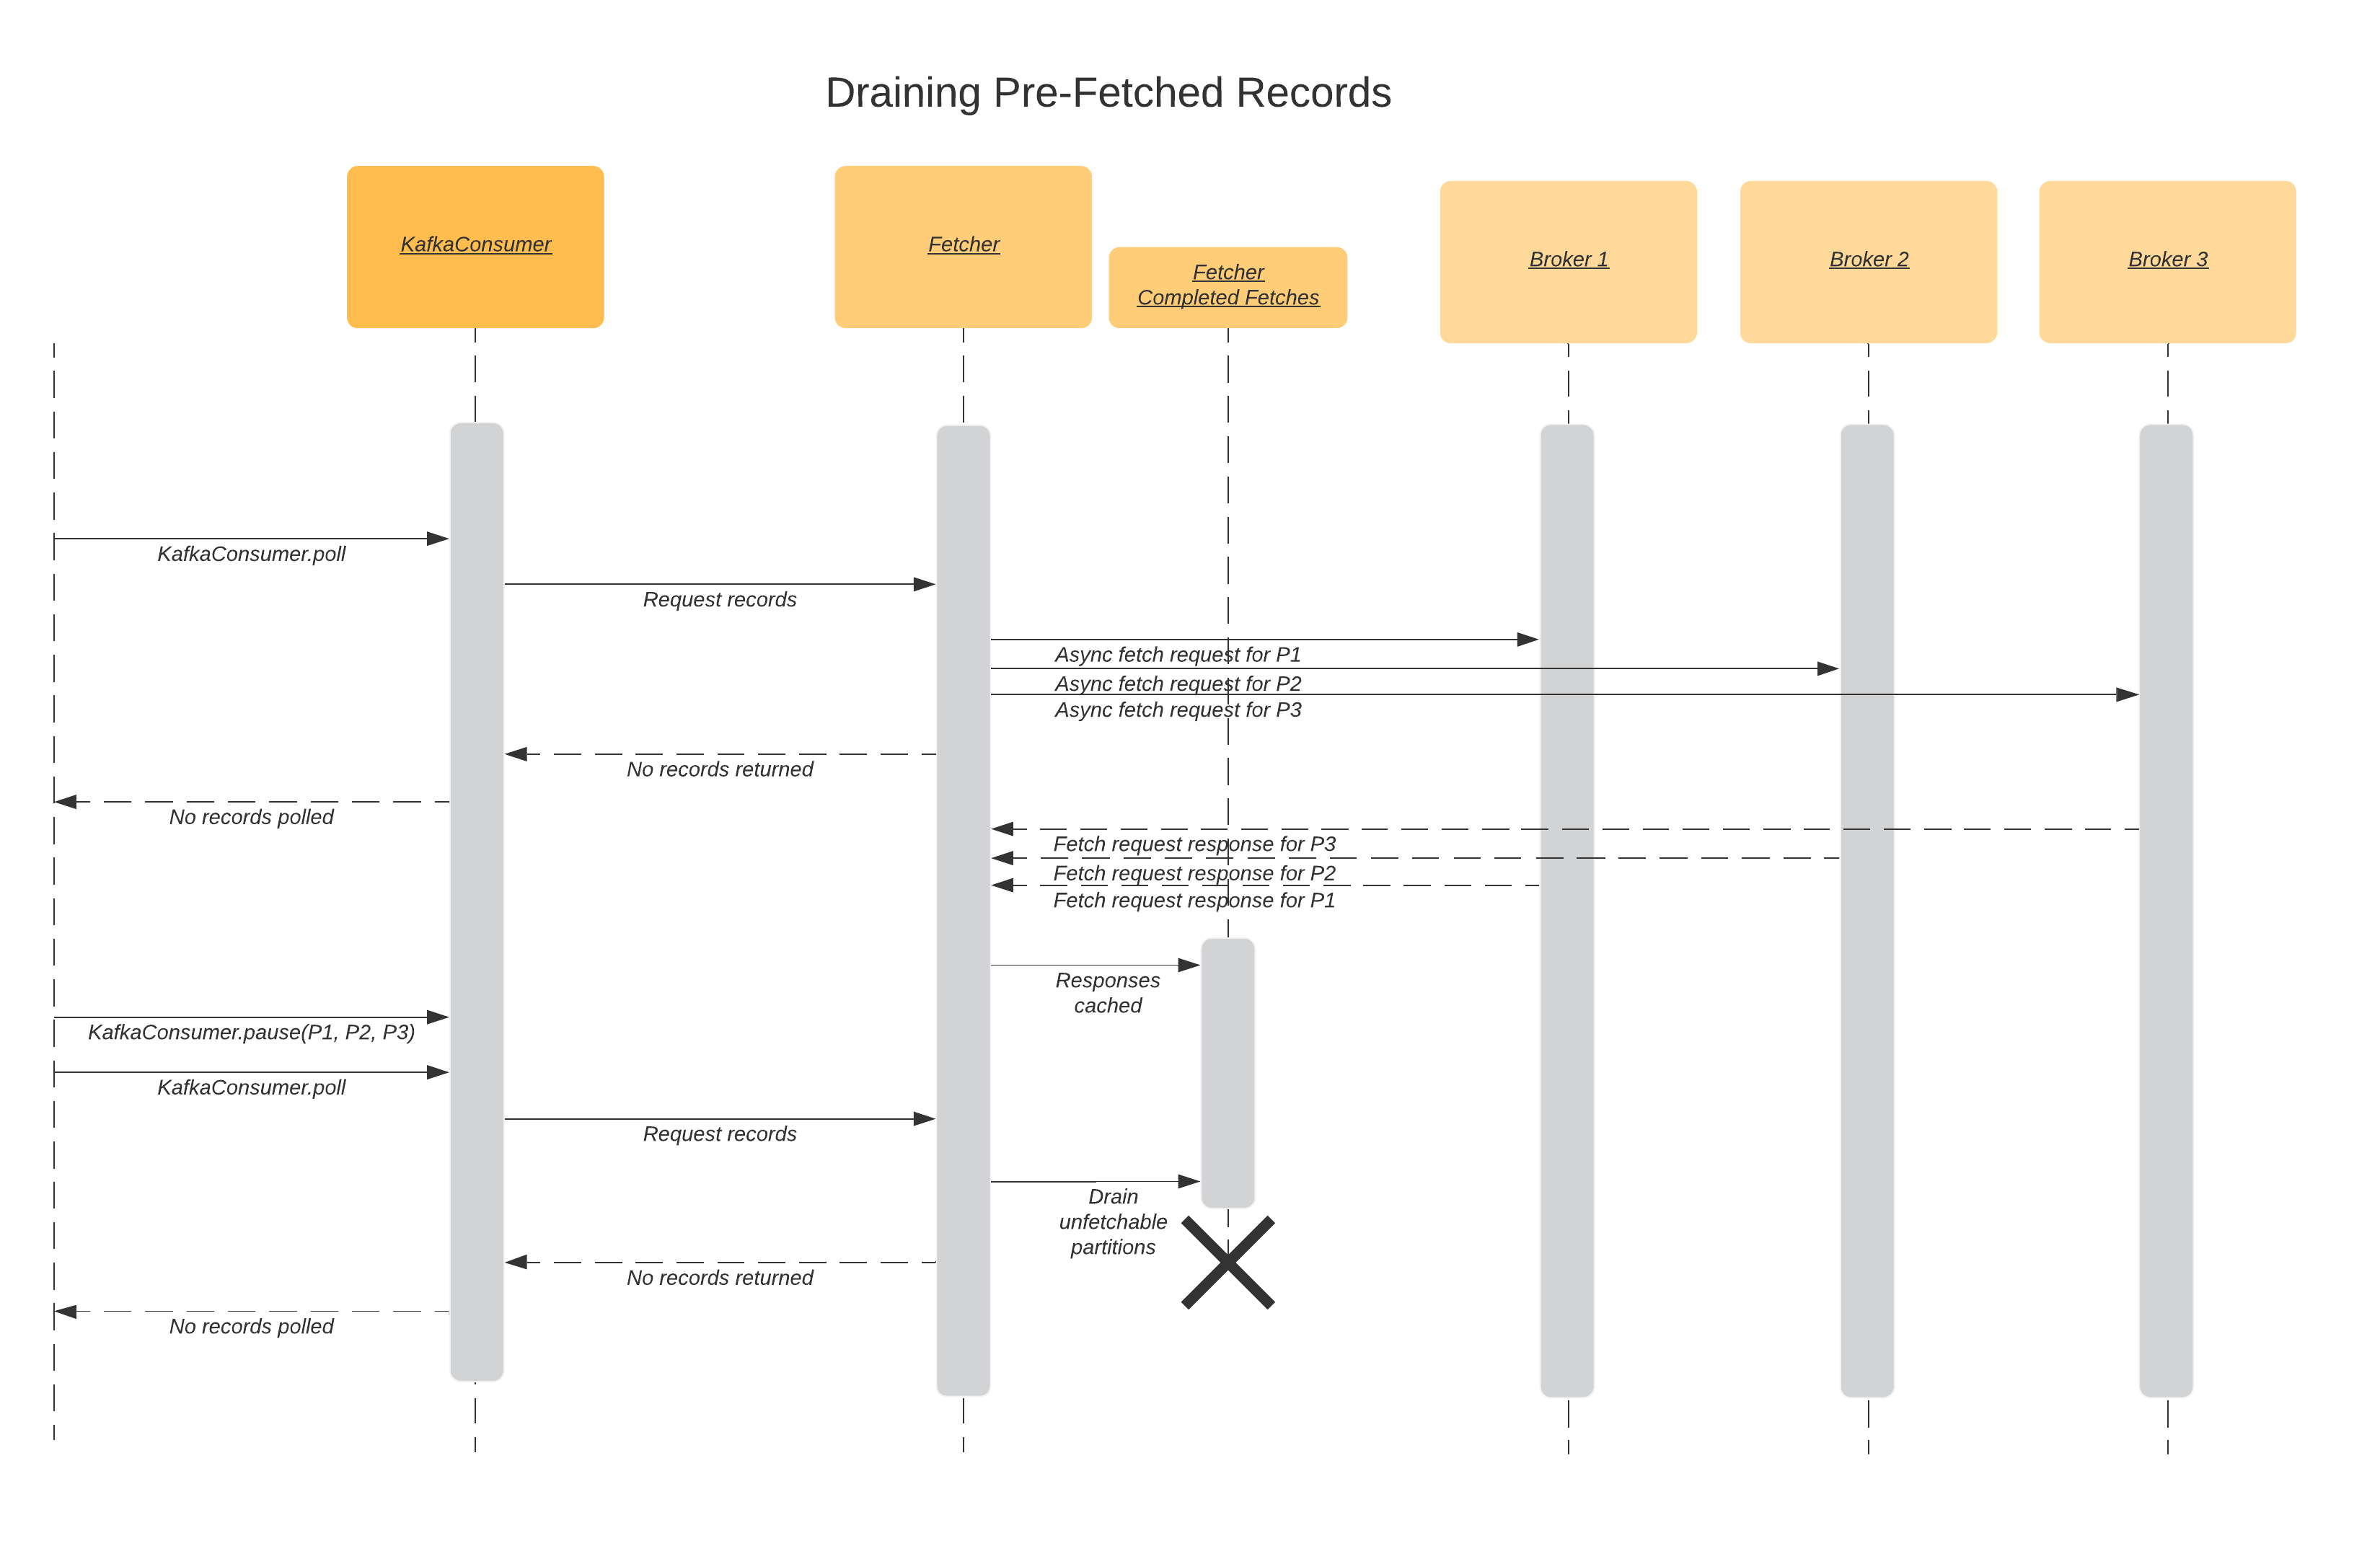 Draining Pre-Fetched Records
KafkaConsumer
Fetcher
Fetcher
Completed Fetches
Broker 1
Broker 2
Broker 3
KafkaConsumer.poll
Request records
Async fetch request for P1
Async fetch request for P2
Async fetch request for P3
No records returned
No records polled
Fetch request response for P3
Fetch request response for P2
Fetch request response for P1
Responses
cached
KafkaConsumer.pause(P1, P2, P3)
KafkaConsumer.poll
Request records
Drain
unfetchable
partitions
No records returned
No records polled